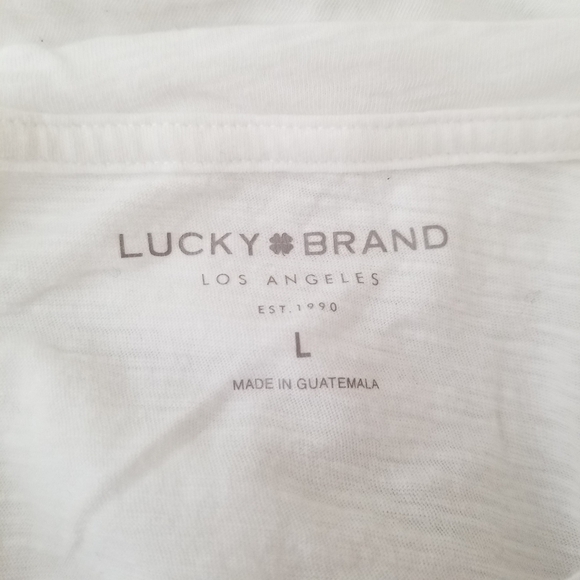 LUCKY BRAND
LOS ANGELES
EST. 1990
L
MADE IN GUATEMALA